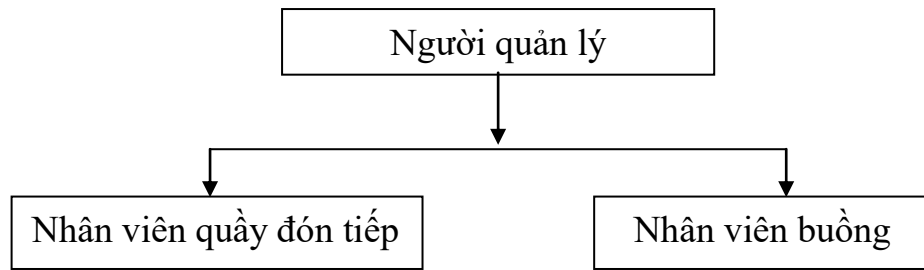 Người quản lý
Nhân viên quầy đón tiếp
Nhân viên buồng